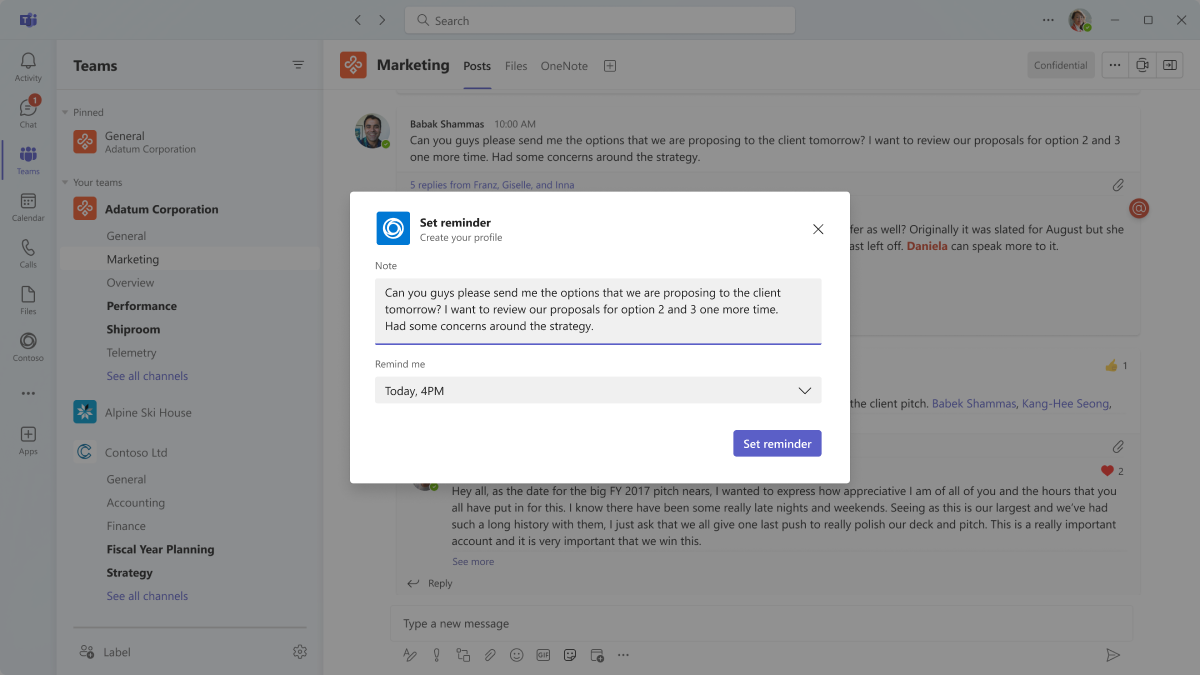 Search
Activity
Chat
1
Teams
Calendar
Calls
Files
Contoso
Apps
Teams
Pinned
General
Adatum Corporation
Your teams
Adatum Corporation
General
Marketing
Overview
Performance
Shiproom
Telemetry
See all channels
Alpine Ski House
Contoso Ltd
General
Accounting
Finance
Fiscal Year Planning
Strategy
See all channels
Label
Marketing Posts Files OneNote
Confidential
Babak Shammas 10:00 AM
Can you guys please send me the options that we are proposing to the client tomorrow? I want to review our proposals for option 2 and 3
one more time. Had some concerns around the strategy.
5 replies from Franz, Giselle, and Inna
@
fer as well? Originally it was slated for August but she
ast left off. Daniela can speak more to it.
1
the client pitch. Babek Shammas, Kang-Hee Seong,
2
Hey all, as the date for the big FY 2017 pitch nears, I wanted to express how appreciative I am of all of you and the hours that you
all have put in for this. I know there have been some really late nights and weekends. Seeing as this is our largest and we've had
such a long history with them, I just ask that we all give one last push to really polish our deck and pitch. This is a really important
account and it is very important that we win this.
See more
Reply
Type a new message
GIF
Set reminder
Create your profile
Note
Can you guys please send me the options that we are proposing to the client
tomorrow? I want to review our proposals for option 2 and 3 one more time.
Had some concerns around the strategy.
Remind me
Today, 4PM
Set reminder